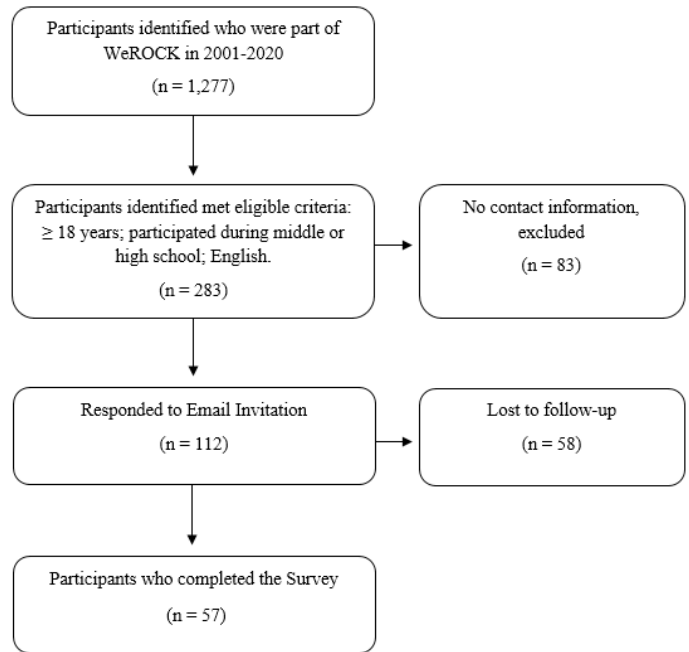 Participants identified who were part of
WeROCK in 2001-2020
(n = 1,277)
Participants identified met eligible criteria:
≥ 18 years; participated during middle or
high school; English.
(n = 283)
No contact information,
excluded
(n = 83)
Responded to Email Invitation
(n = 112)
Lost to follow-up
(n = 58)
Participants who completed the Survey
(n = 57)